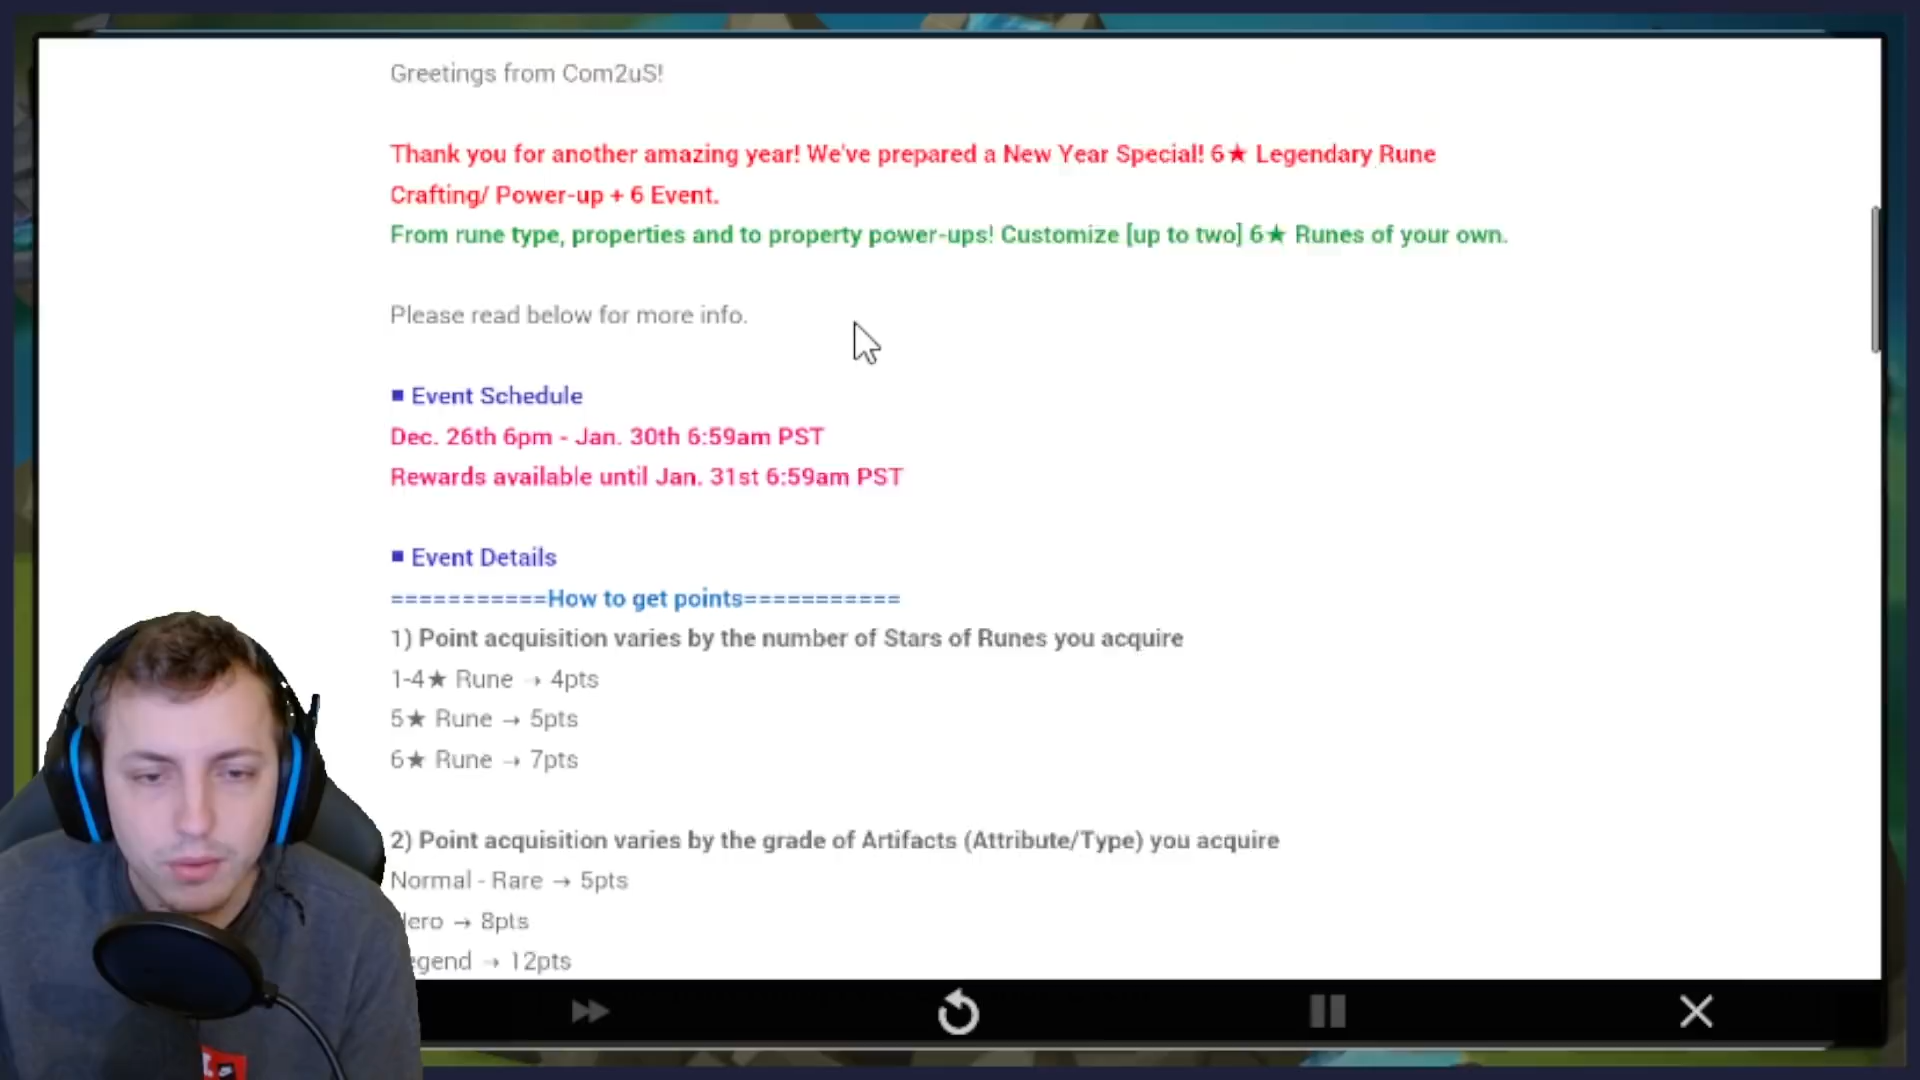 Greetings from Com2uS!
Thank you for another amazing year! We've prepared a New Year Special! 6★ Legendary Rune
Crafting/ Power-up + 6 Event.
From rune type, properties and to property power-ups! Customize [up to two] 6★ Runes of your own.
Please read below for more info.
■ Event Schedule
Dec. 26th 6pm - Jan. 30th 6:59am PST
Rewards available until Jan. 31st 6:59am PST
■ Event Details
===========How to get points===========
1) Point acquisition varies by the number of Stars of Runes you acquire
1-4★ Rune → 4pts
5★ Rune → 5pts
6★ Rune → 7pts
2) Point acquisition varies by the grade of Artifacts (Attribute/Type) you acquire
Normal - Rare → 5pts
ero → 8pts
egend → 12pts